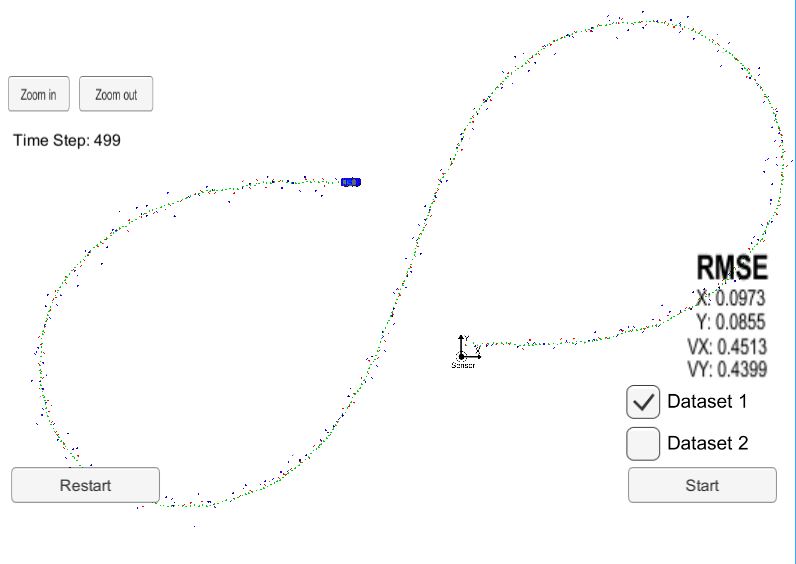 Zoom in
Zoom out
Time Step: 499
RMSE
X: 0.0973
Y: 0.0855
VX: 0.4513
VY: 0.4399
Y
X
Sensor
Dataset 1
Dataset 2
Restart
Start